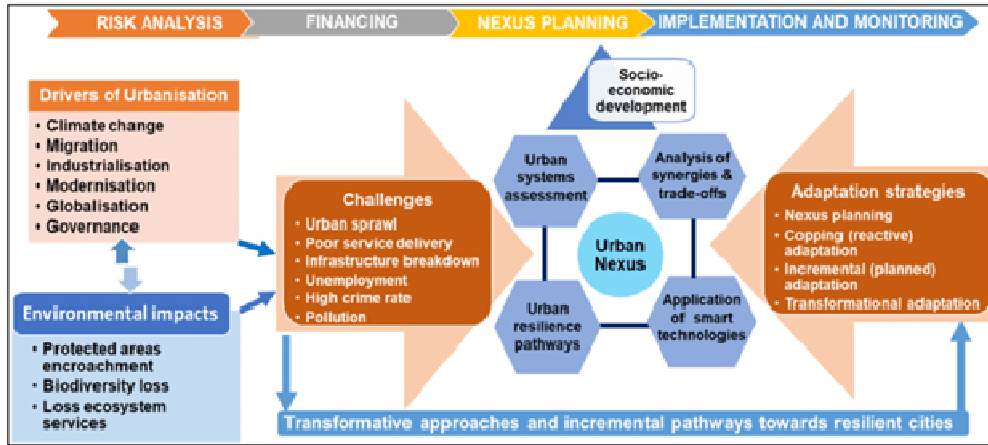 RISK ANALYSIS
FINANCING
NEXUS PLANNING
IMPLEMENTATION AND MONITORING
Drivers of Urbanisation
• Climate change
• Migration
• Industrialisation
• Modernisation
• Globalisation
• Governance
Environmental impacts
• Protected areas
encroachment
• Biodiversity loss
• Loss ecosystem
services
Challenges
• Urban sprawl
• Poor service delivery
• Infrastructure breakdown
• Unemployment
• High crime rate
• Pollution
Socio-
economic
development
Urban
systems
assessment
Analysis of
synergies &
trade-offs
Urban
Nexus
Urban
resilience
pathways
Application
of smart
technologies
Adaptation strategies
• Nexus planning
• Copping (reactive)
adaptation
• Incremental (planned)
adaptation
• Transformational adaptation
Transformative approaches and incremental pathways towards resilient cities